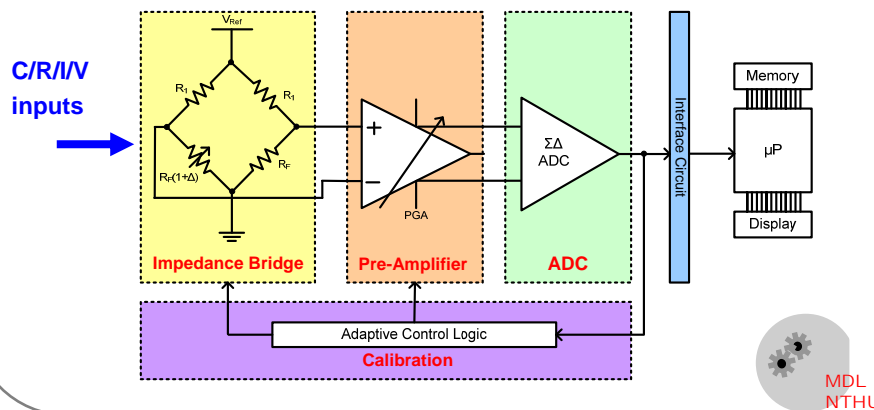 C/R/I/V
inputs
VRef
R1
R1
RF(1+Δ)
RF
Impedance Bridge
+
−
PGA
Pre-Amplifier
ΣΔ
ADC
ADC
Interface Circuit
Memory
μP
Display
Adaptive Control Logic
Calibration
MDL
NTHU